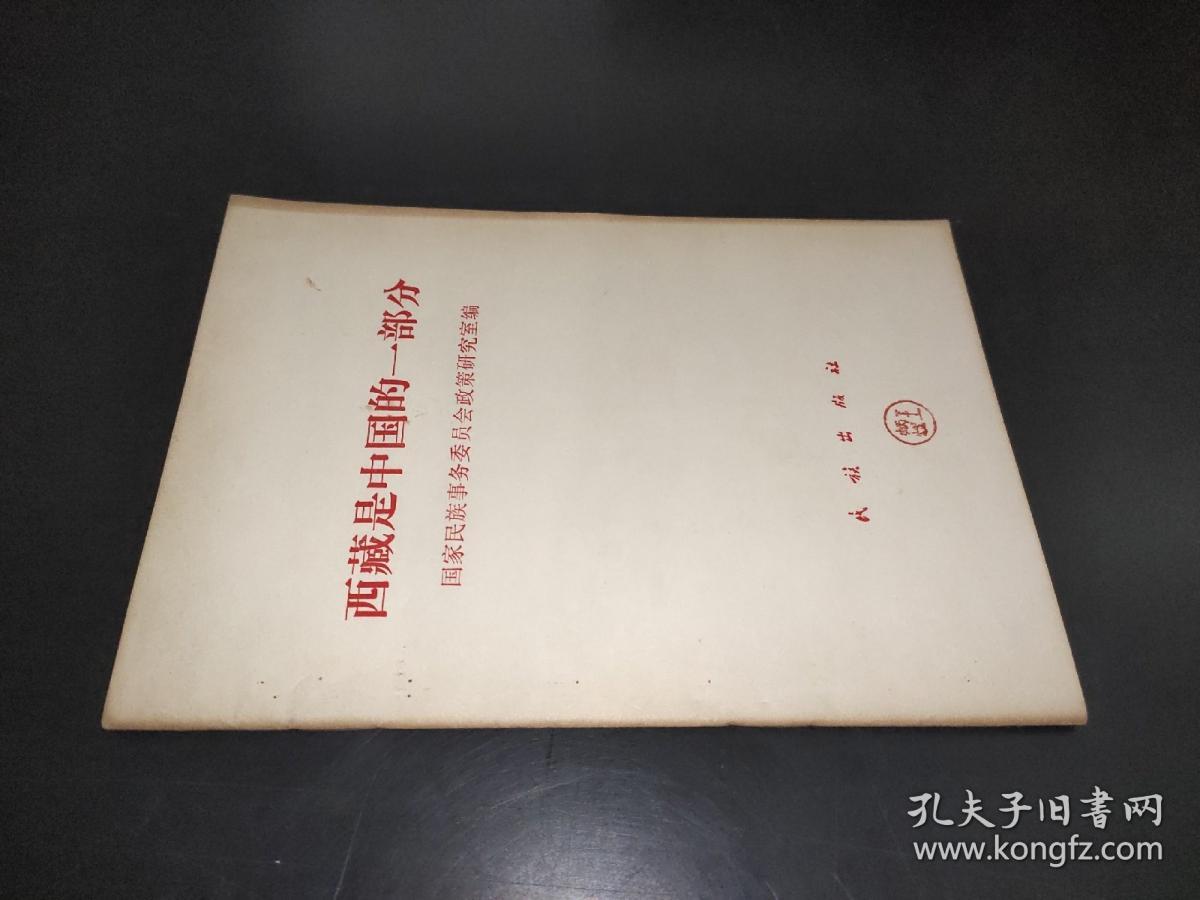 西藏是中国的一部分
国家民族事务委员会政策研究室编
民族出版社
孔夫子旧书网
www.kongfz.com